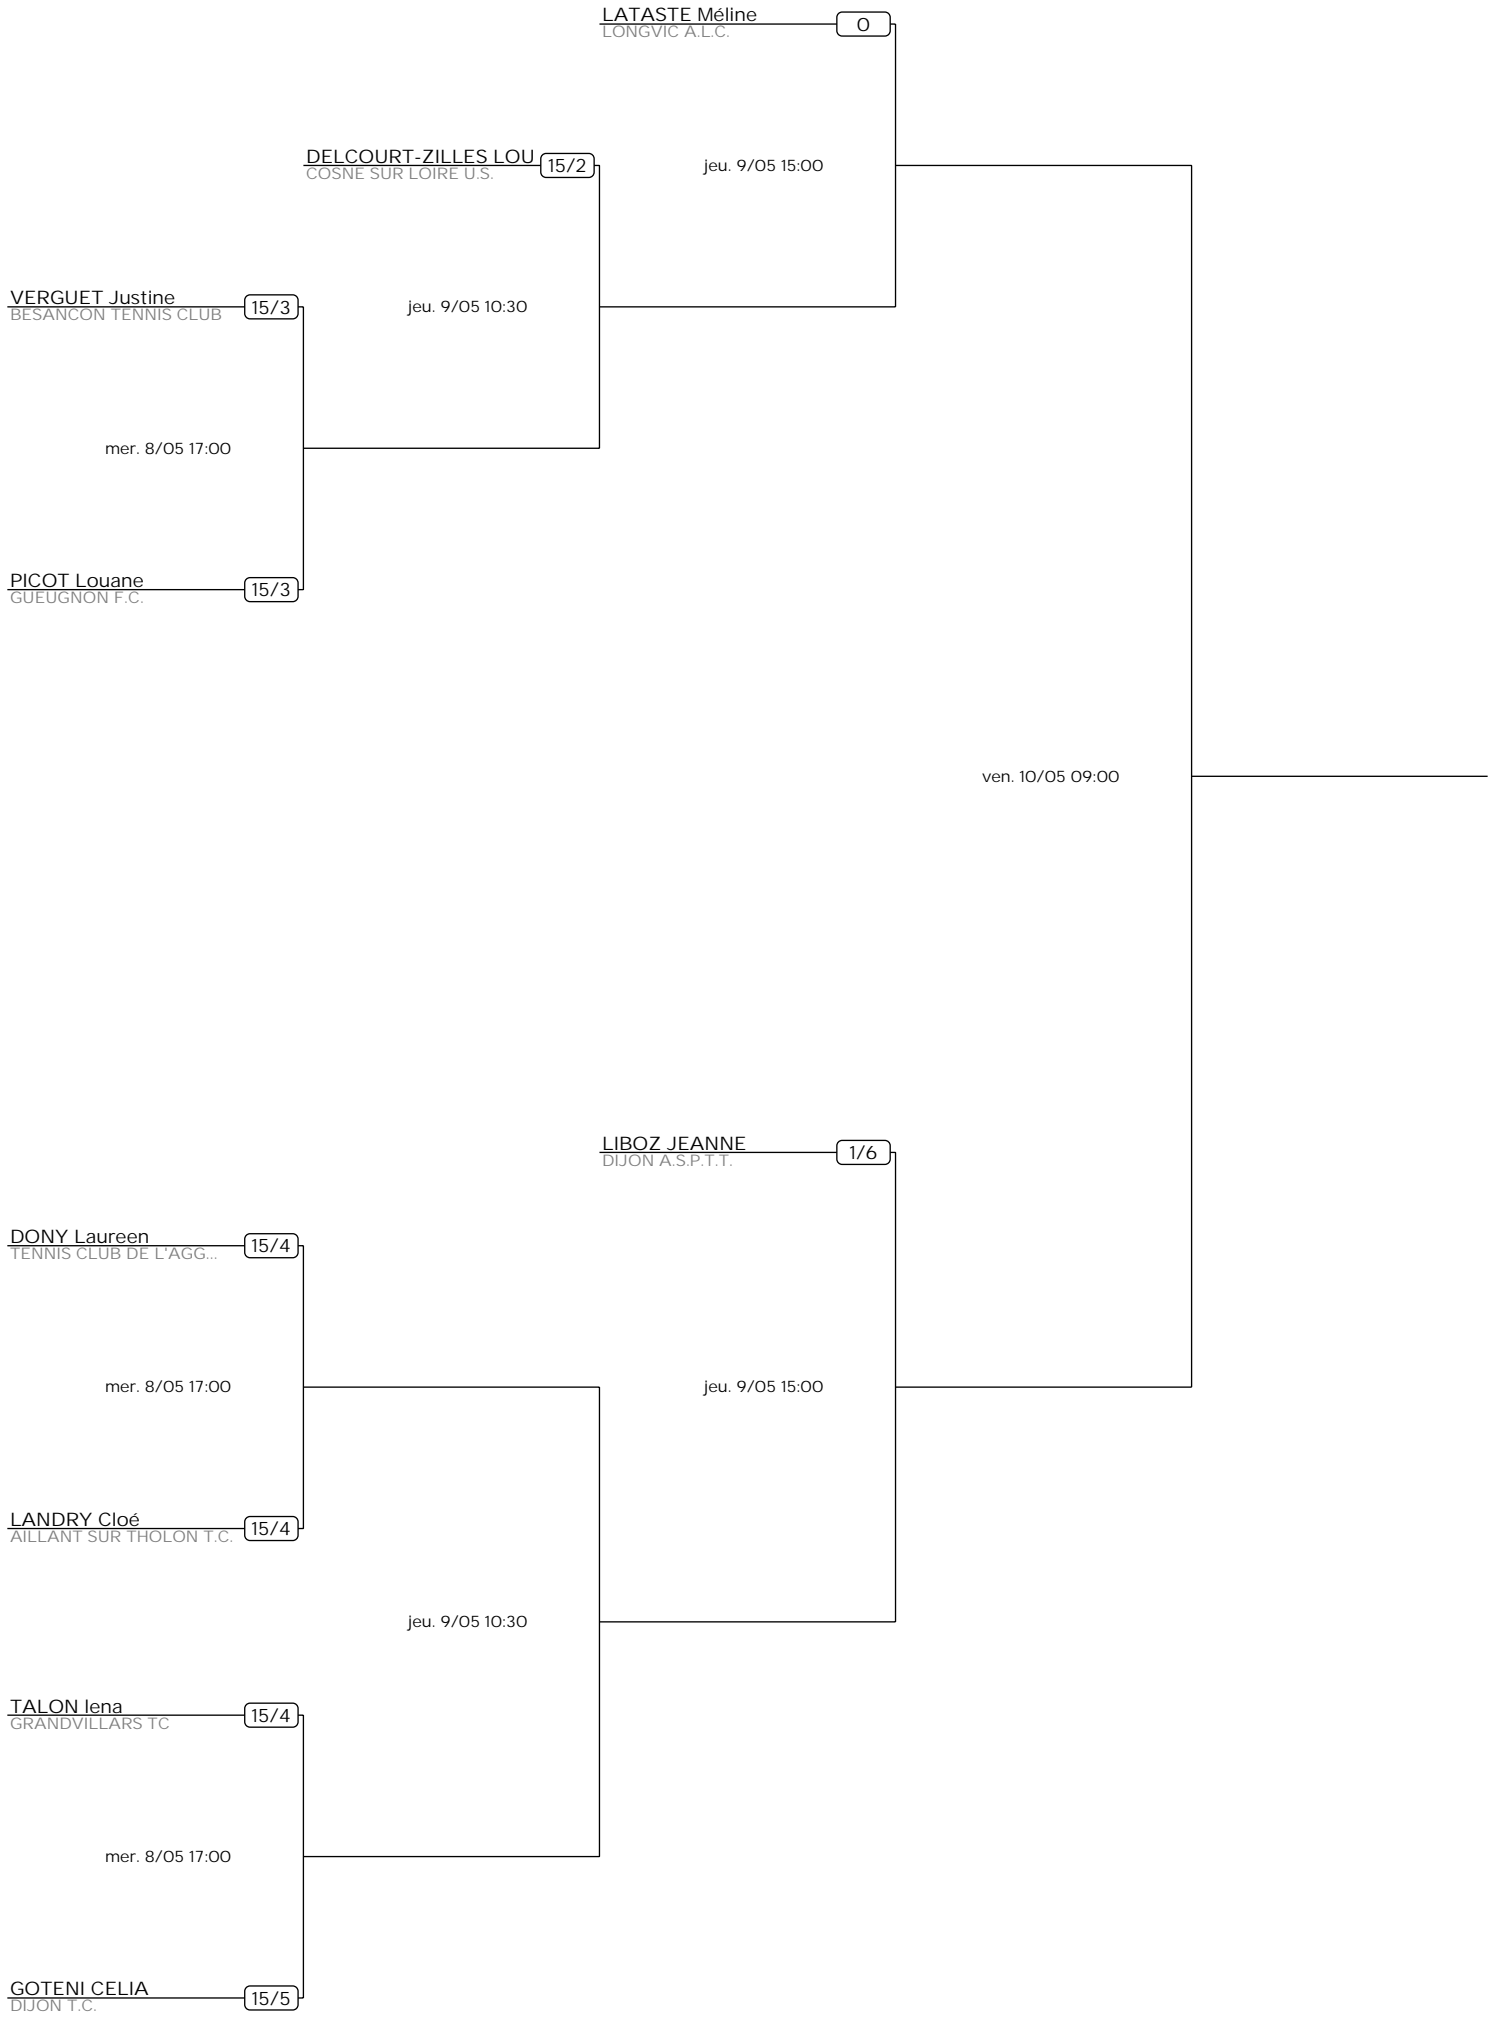 LATASTE Méline
0
LONGVIC A.L.C.
DELCOURT-ZILLES LOU
15/2
COSNE SUR LOIRE U.S.
jeu. 9/05 15:00
VERGUET Justine
15/3
BESANCON TENNIS CLUB
jeu. 9/05 10:30
mer. 8/05 17:00
PICOT Louane
15/3
GUEUGNON F.C.
ven. 10/05 09:00
LIBOZ JEANNE
1/6
DIJON A.S.P.T.T.
DONY Laureen
15/4
TENNIS CLUB DE L'AGG...
mer. 8/05 17:00
jeu. 9/05 15:00
LANDRY Cloé
15/4
AILLANT SUR THOLON T.C.
jeu. 9/05 10:30
TALON Iena
15/4
GRANDVILLARS TC
mer. 8/05 17:00
GOTENI CELIA
15/5
DIJON T.C.